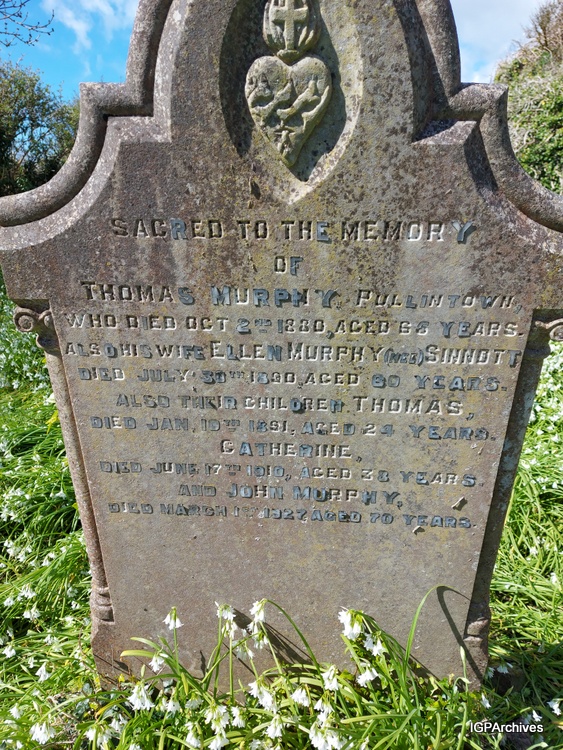 SACRED TO THE MEMORY
OF
THOMAS MURPHY, PULLINTOWN,
WHO DIED OCT 2ND 1880, AGED 68 YEARS.
ALSO HIS WIFE ELLEN MURPHY (NEE) SINNOTT
DIED JULY 30TH 1890, AGED 60 YEARS.
ALSO THEIR CHILDREN THOMAS,
DIED JAN. 19TH 1891, AGED 24 YEARS.
CATHERINE,
DIED JUNE 17TH 1910, AGED 38 YEARS.
AND JOHN MURPHY,
DIED MARCH 1ST 1927, AGED 70 YEARS.
IGPArchives